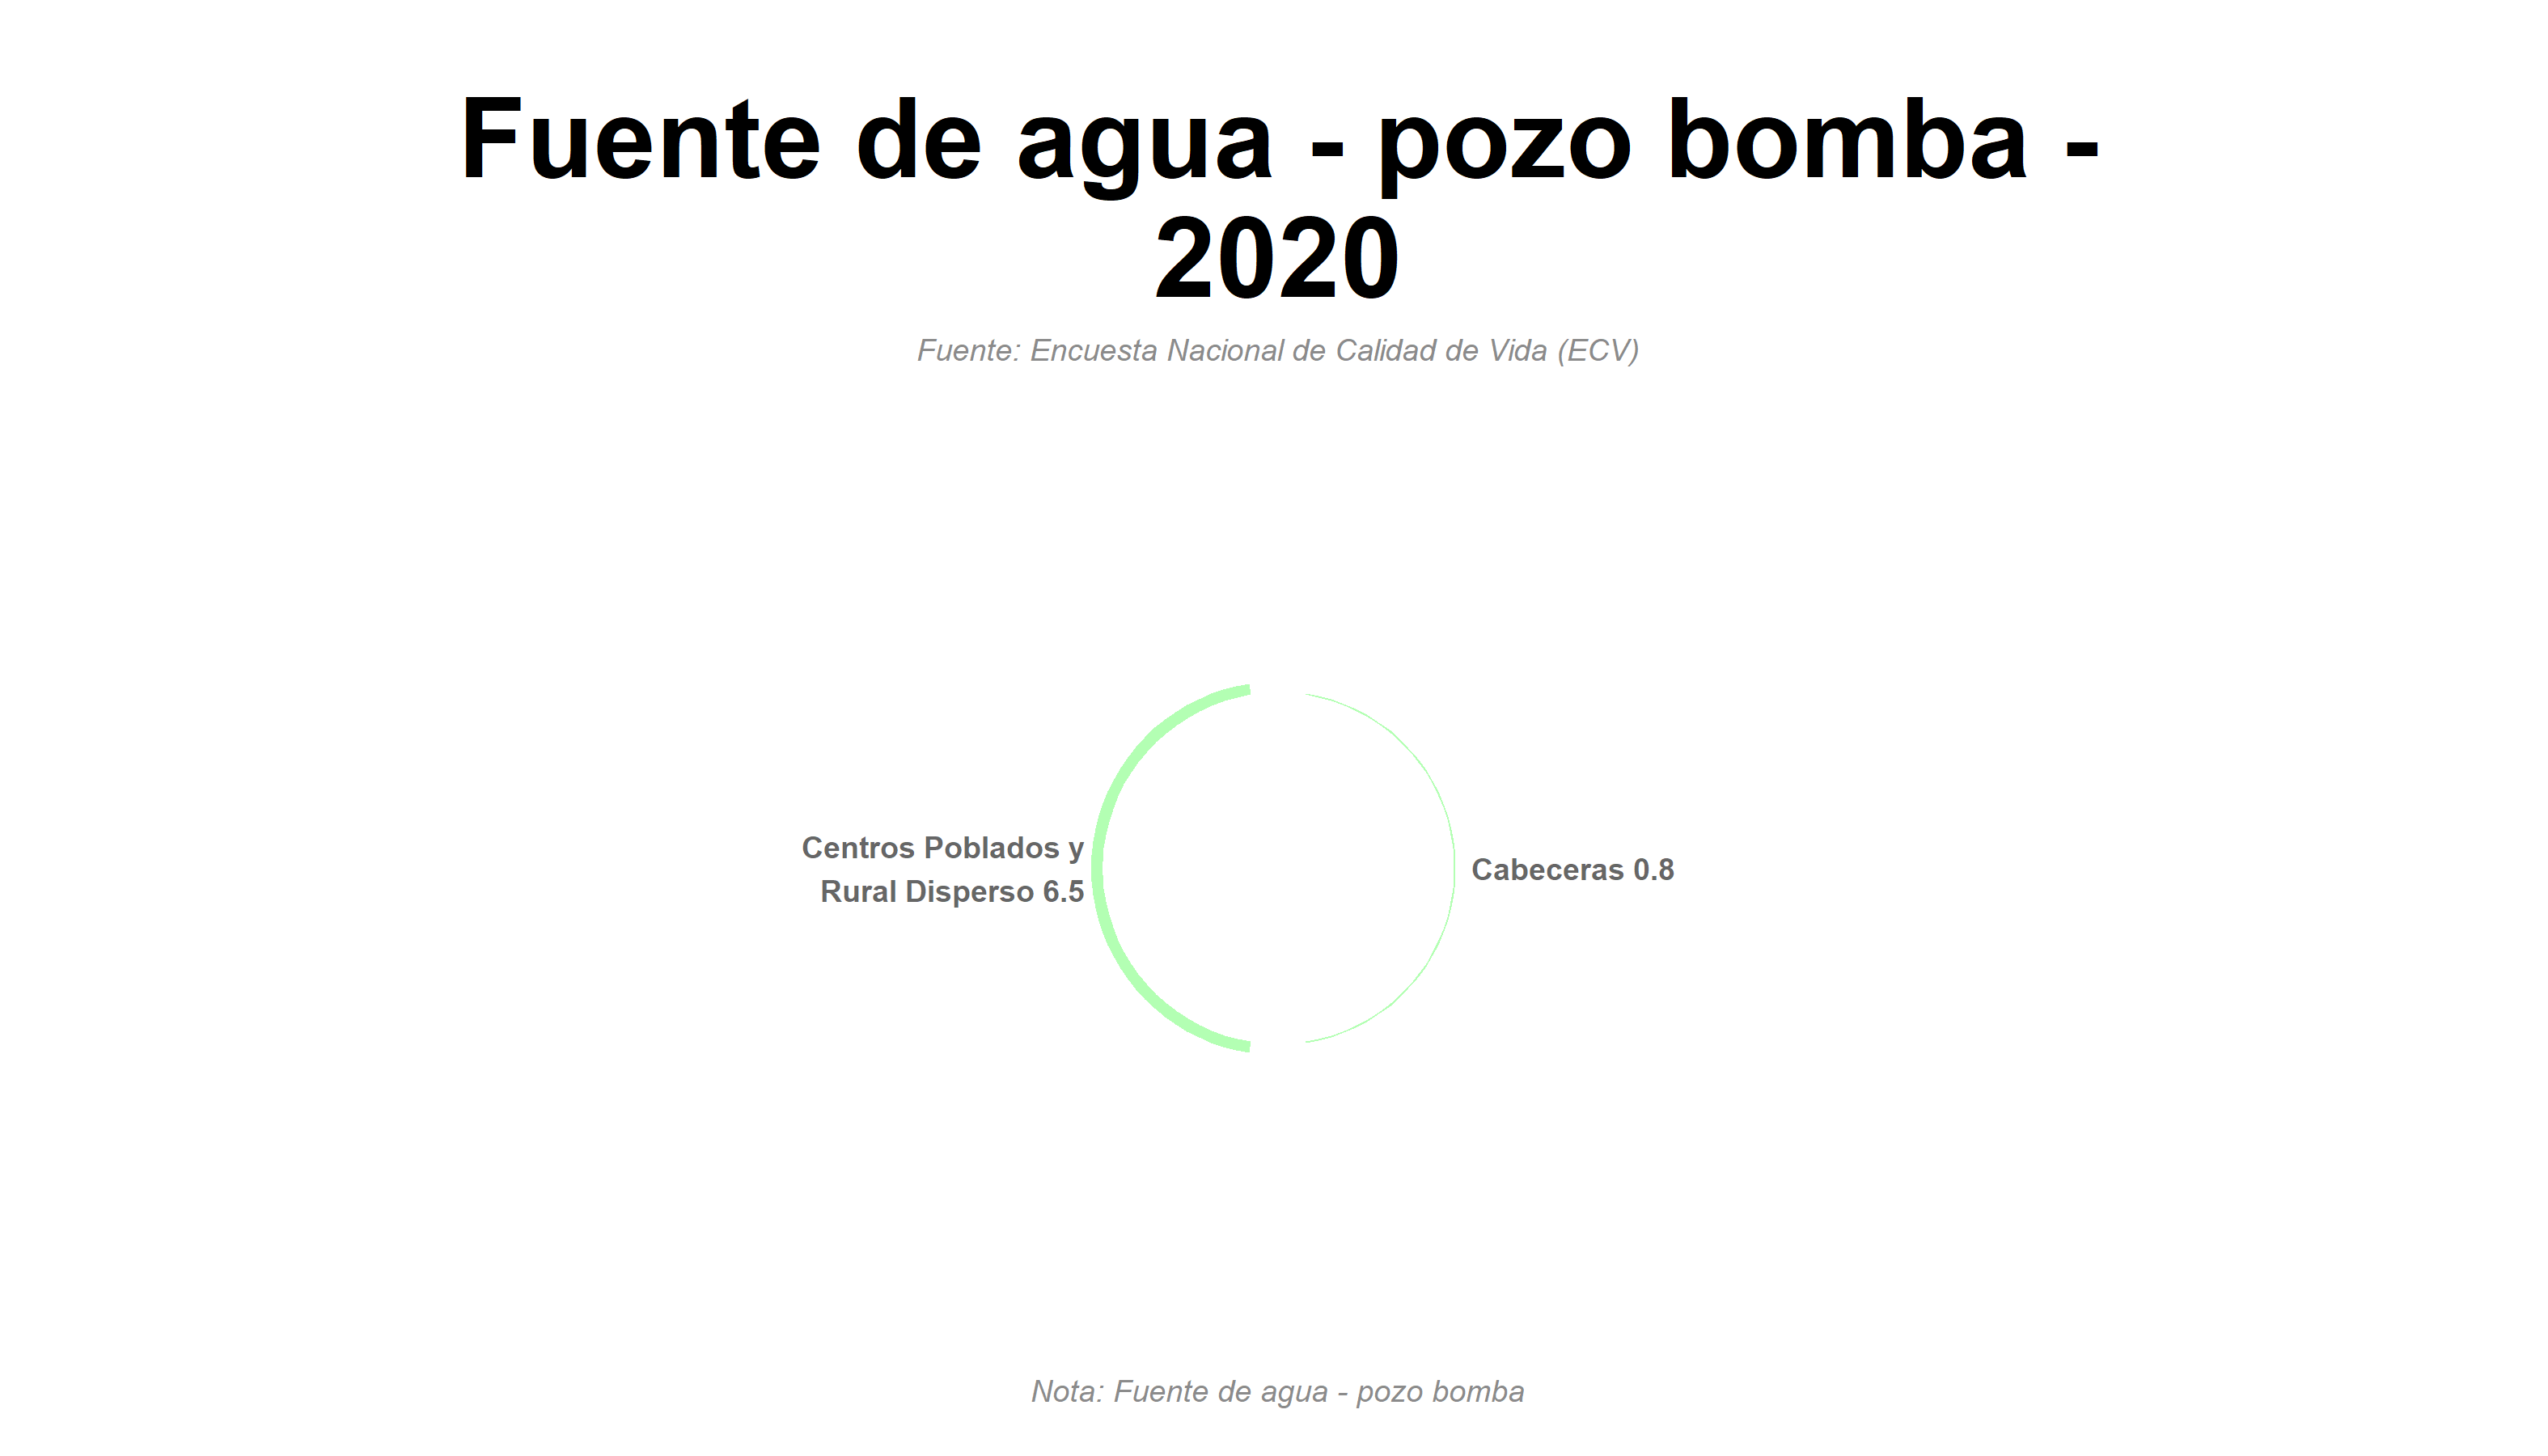 Fuente de agua - pozo bomba -
2020
Fuente: Encuesta Nacional de Calidad de Vida (ECV)
Centros Poblados y
Rural Disperso 6.5
Cabeceras 0.8
Nota: Fuente de agua - pozo bomba